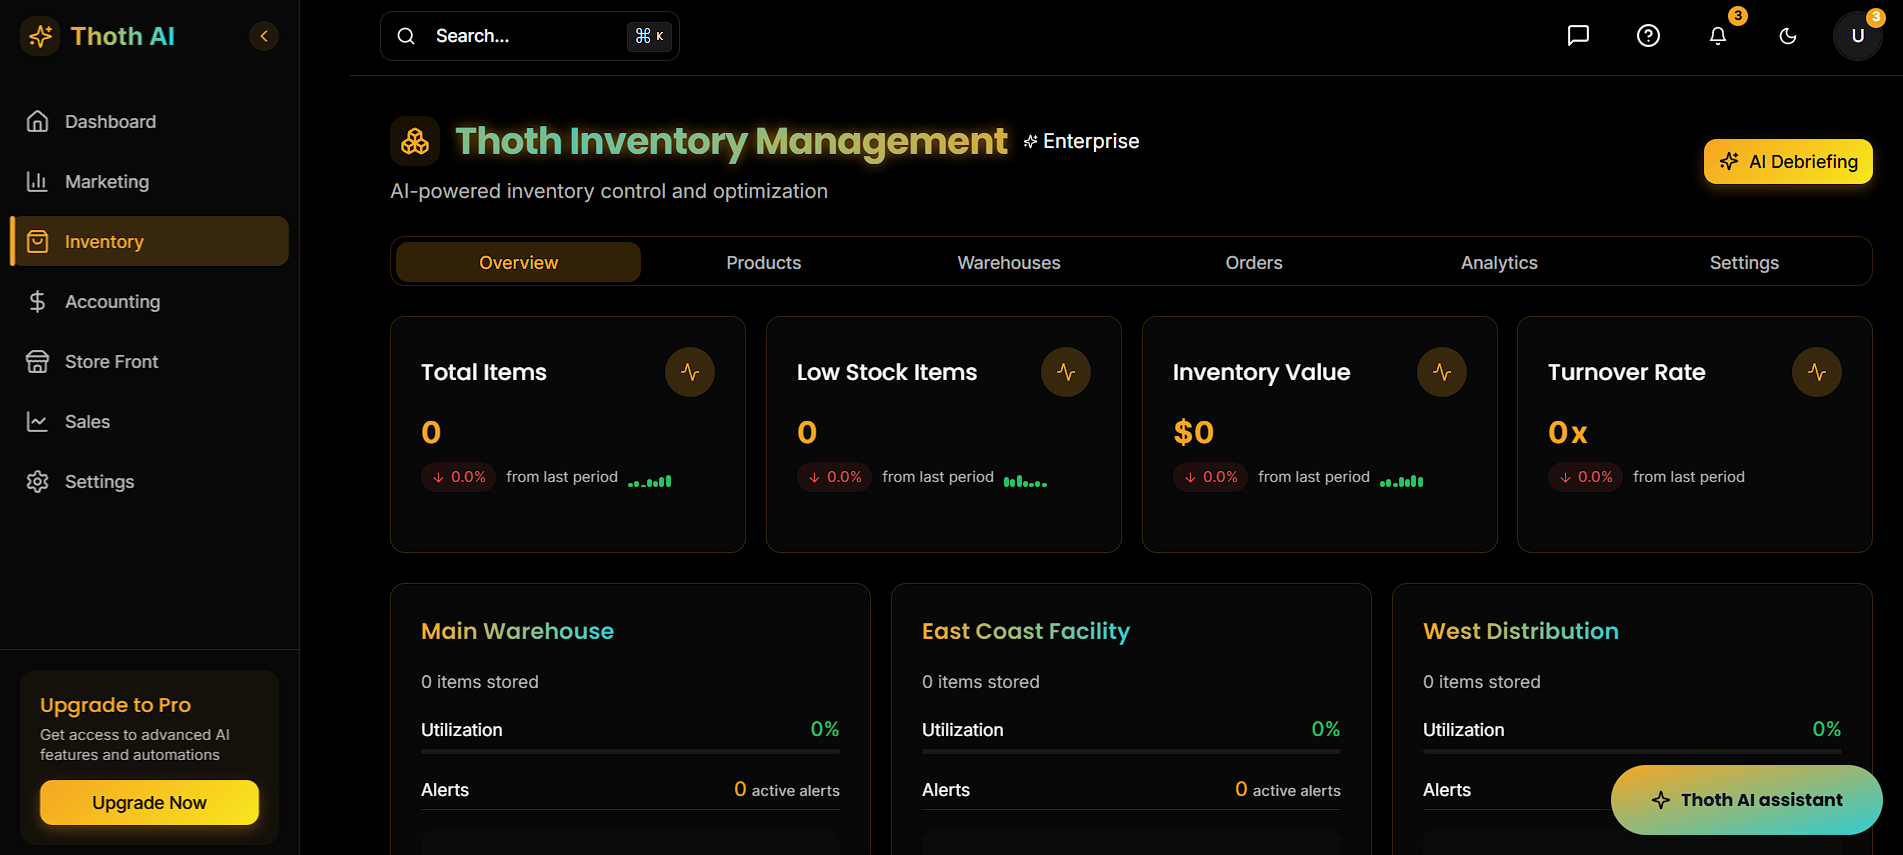 Thoth AI
Search...
⌘ K
3
3
U
Dashboard
Marketing
Inventory
Accounting
Store Front
Sales
Settings
Upgrade to Pro
Get access to advanced AI
features and automations
Upgrade Now
Thoth Inventory Management
Enterprise
AI-powered inventory control and optimization
AI Debriefing
Overview
Products
Warehouses
Orders
Analytics
Settings
Total Items
0
↓ 0.0% from last period
Low Stock Items
0
↓ 0.0% from last period
Inventory Value
$0
↓ 0.0% from last period
Turnover Rate
0x
↓ 0.0% from last period
Main Warehouse
0 items stored
Utilization 0%
Alerts 0 active alerts
East Coast Facility
0 items stored
Utilization 0%
Alerts 0 active alerts
West Distribution
0 items stored
Utilization 0%
Alerts
Thoth AI assistant